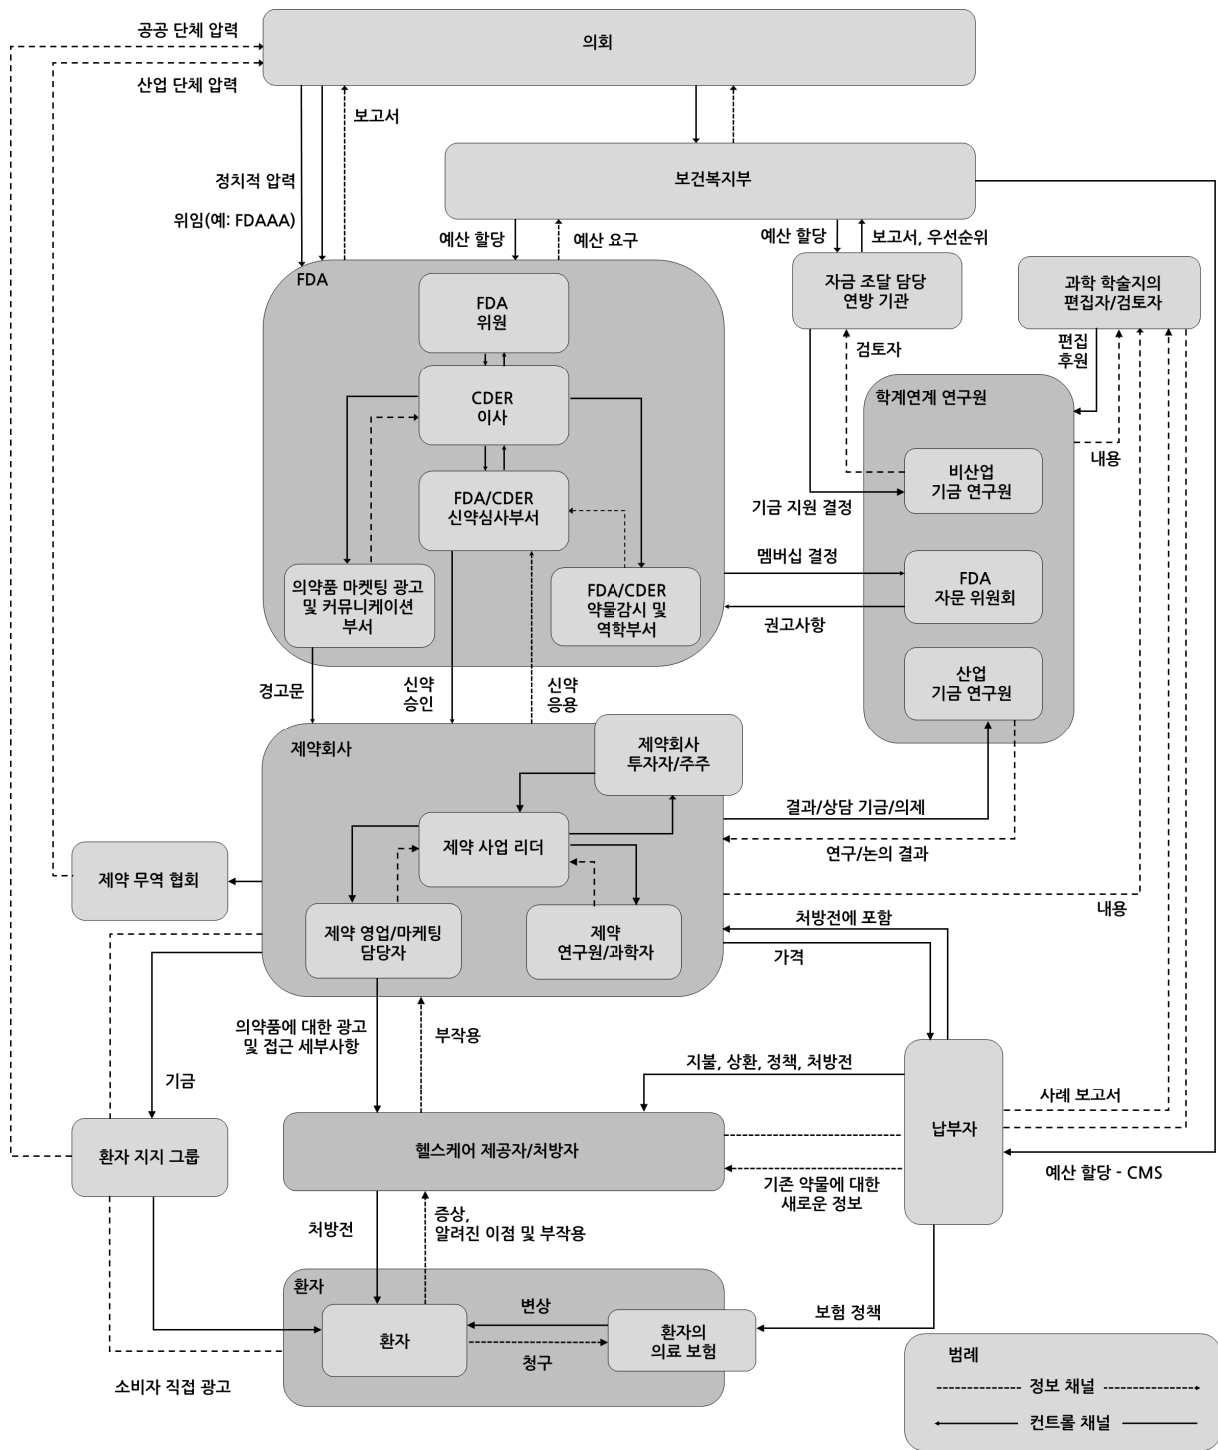 공공 단체 압력
의회
산업 단체 압력
보고서
정치적 압력
위임(예: FDAAA)
보건복지부
예산 할당
예산 요구
예산 할당
보고서, 우선순위
FDA
FDA
위원
자금 조달 담당
연방 기관
과학 학술지의
편집자/검토자
검토자
편집
후원
CDER
이사
학계연계 연구원
내용
비산업
기금 연구원
FDA/CDER
신약심사부서
기금 지원 결정
멤버십 결정
의약품 마켓팅 광고
및 커뮤니케이션
부서
FDA/CDER
약물감시 및
역학부서
FDA
자문 위원회
권고사항
산업
기금 연구원
경고문
신약
승인
신약
응용
제약회사
제약회사
투자자/주주
결과/상담 기금/의제
제약 사업 리더
연구/논의 결과
제약 무역 협회
내용
처방전에 포함
제약 영업/마케팅
담당자
제약
연구원/과학자
가격
의약품에 대한 광고
및 접근 세부사항
부작용
지불, 상환, 정책, 처방전
기금
사례 보고서
환자 지지 그룹
헬스케어 제공자/처방자
납부자
예산 할당 - CMS
기존 약물에 대한
새로운 정보
처방전
증상,
알려진 이점 및 부작용
환자
변상
보험 정책
환자
환자의
의료 보험
청구
소비자 직접 광고
범례
정보 채널
컨트롤 채널